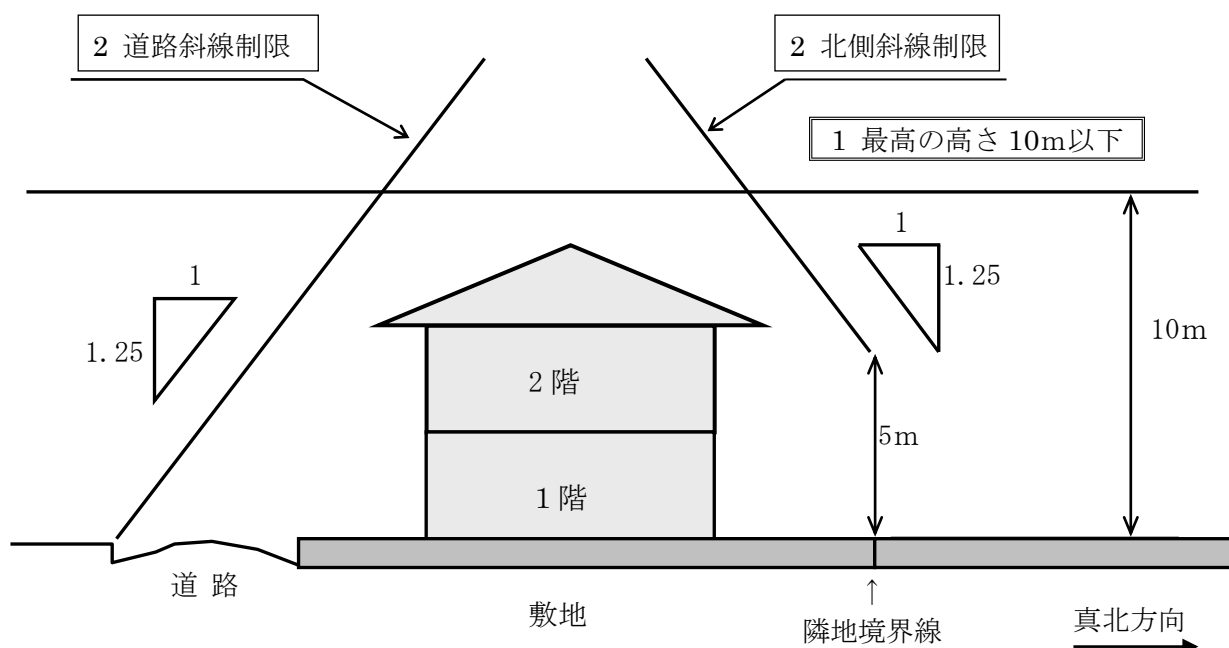 2 道路斜線制限
2 北側斜線制限
1 最高の高さ 10m以下
1
1.25
1
1.25
10m
2 階
5m
1 階
道 路
敷地
↑
隣地境界線
真北方向